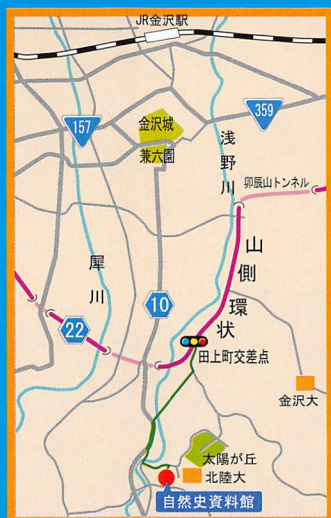 JR金沢駅
157
359
金沢城
兼六園
浅野川
卯辰山トンネル
犀川
10
山側環状
22
田上町交差点
金沢大
太陽が丘
北陸大
自然史資料館